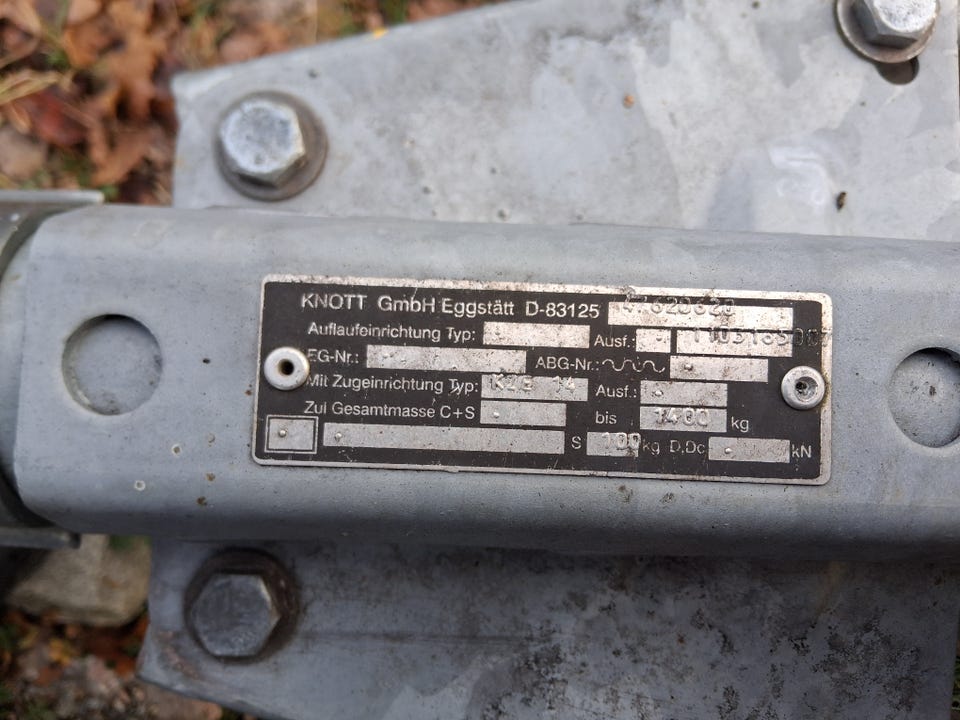 KNOTT GmbH Eggstätt D-83125
Auflaufeinrichtung Typ: Ausf.:
EG-Nr.: ABG-Nr.:
Mit Zugeinrichtung Typ: Ausf.:
Zul Gesamtmasse C+S bis 1400 kg
S 100 kg D,Dc kN